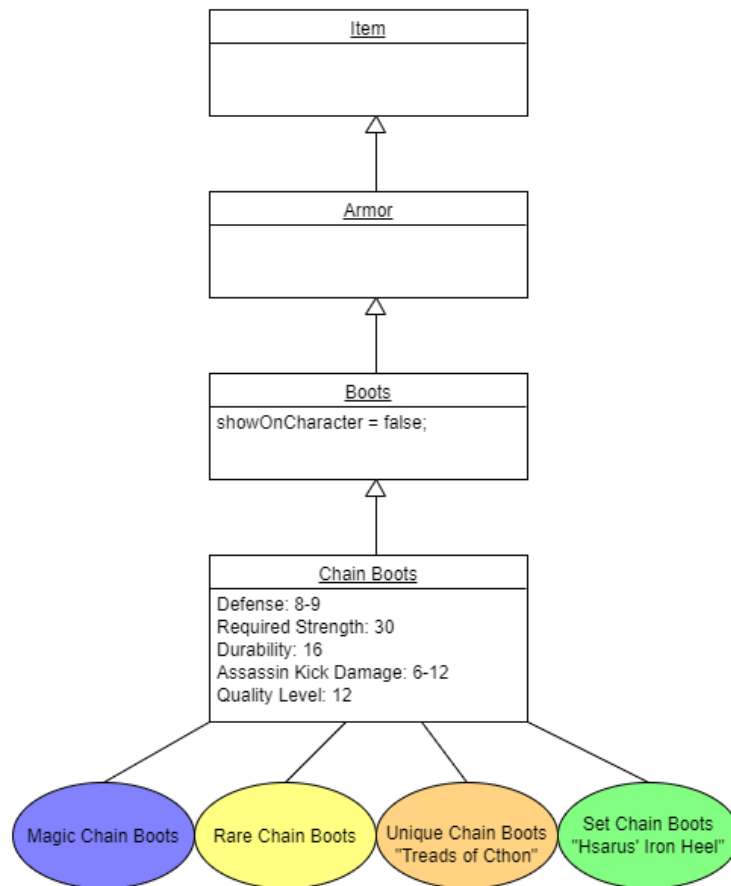 Item
Armor
Boots
showOnCharacter = false;
Chain Boots
Defense: 8-9
Required Strength: 30
Durability: 16
Assassin Kick Damage: 6-12
Quality Level: 12
Magic Chain Boots
Rare Chain Boots
Unique Chain Boots
"Treads of Cthon"
Set Chain Boots
"Hsarus' Iron Heel"